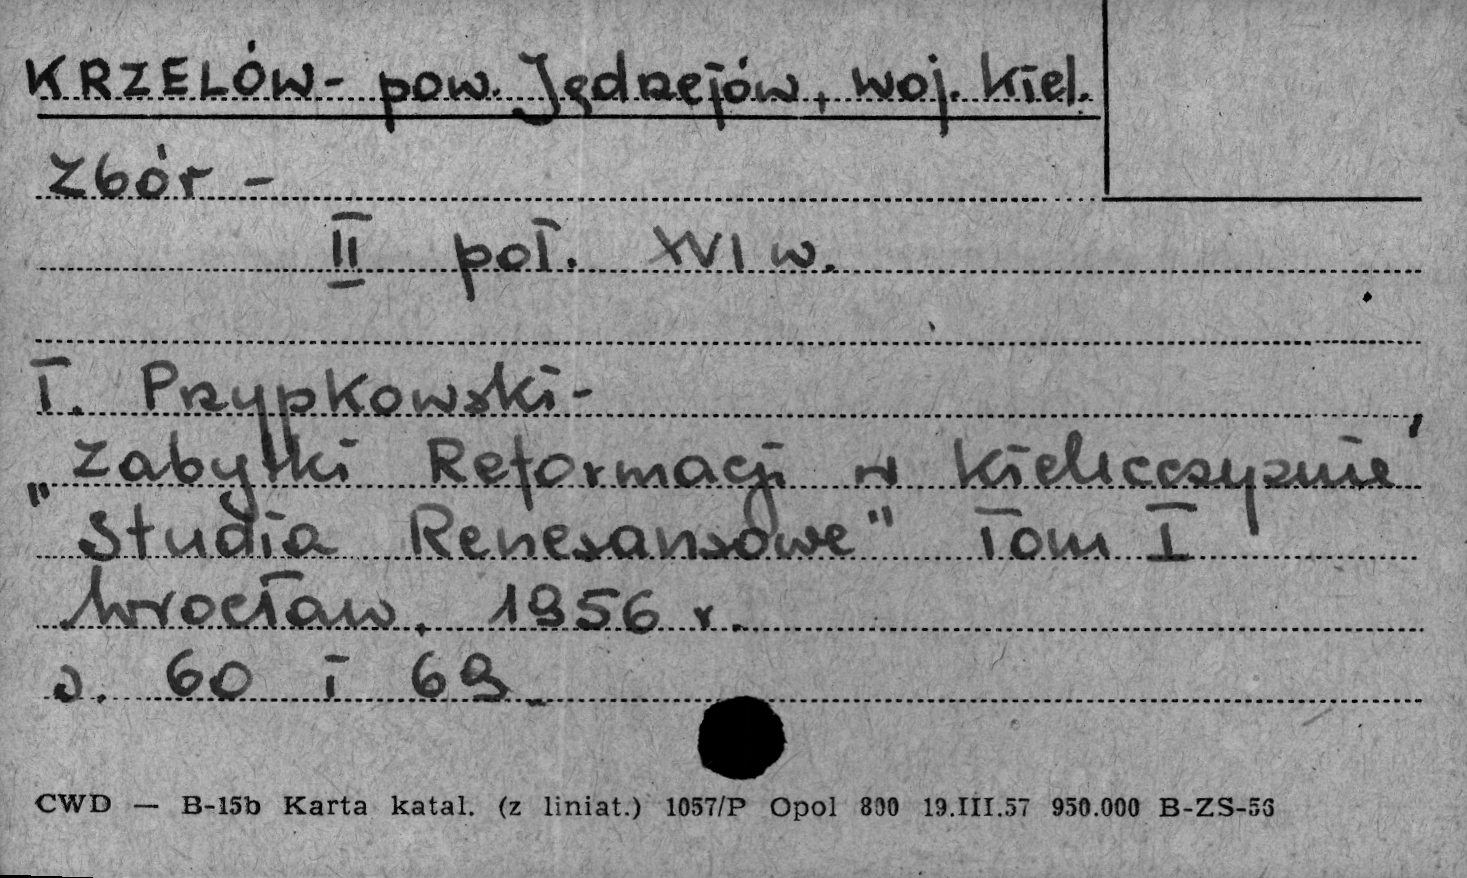 KRZELÓW - pow. Jędrzejów, woj. Kiel.
Zbór -
II poł. XVI w.
T. Przypkowski -
Zabytki Reformacji w Kielecczyźnie,
"Studia Renesansowe" Tom I
Wrocław, 1956 r.
s. 60 i 69
CWD — B-15b Karta katal. (z liniat.) 1057/P Opol 800 19.III.57 950.000 B-ZS-56